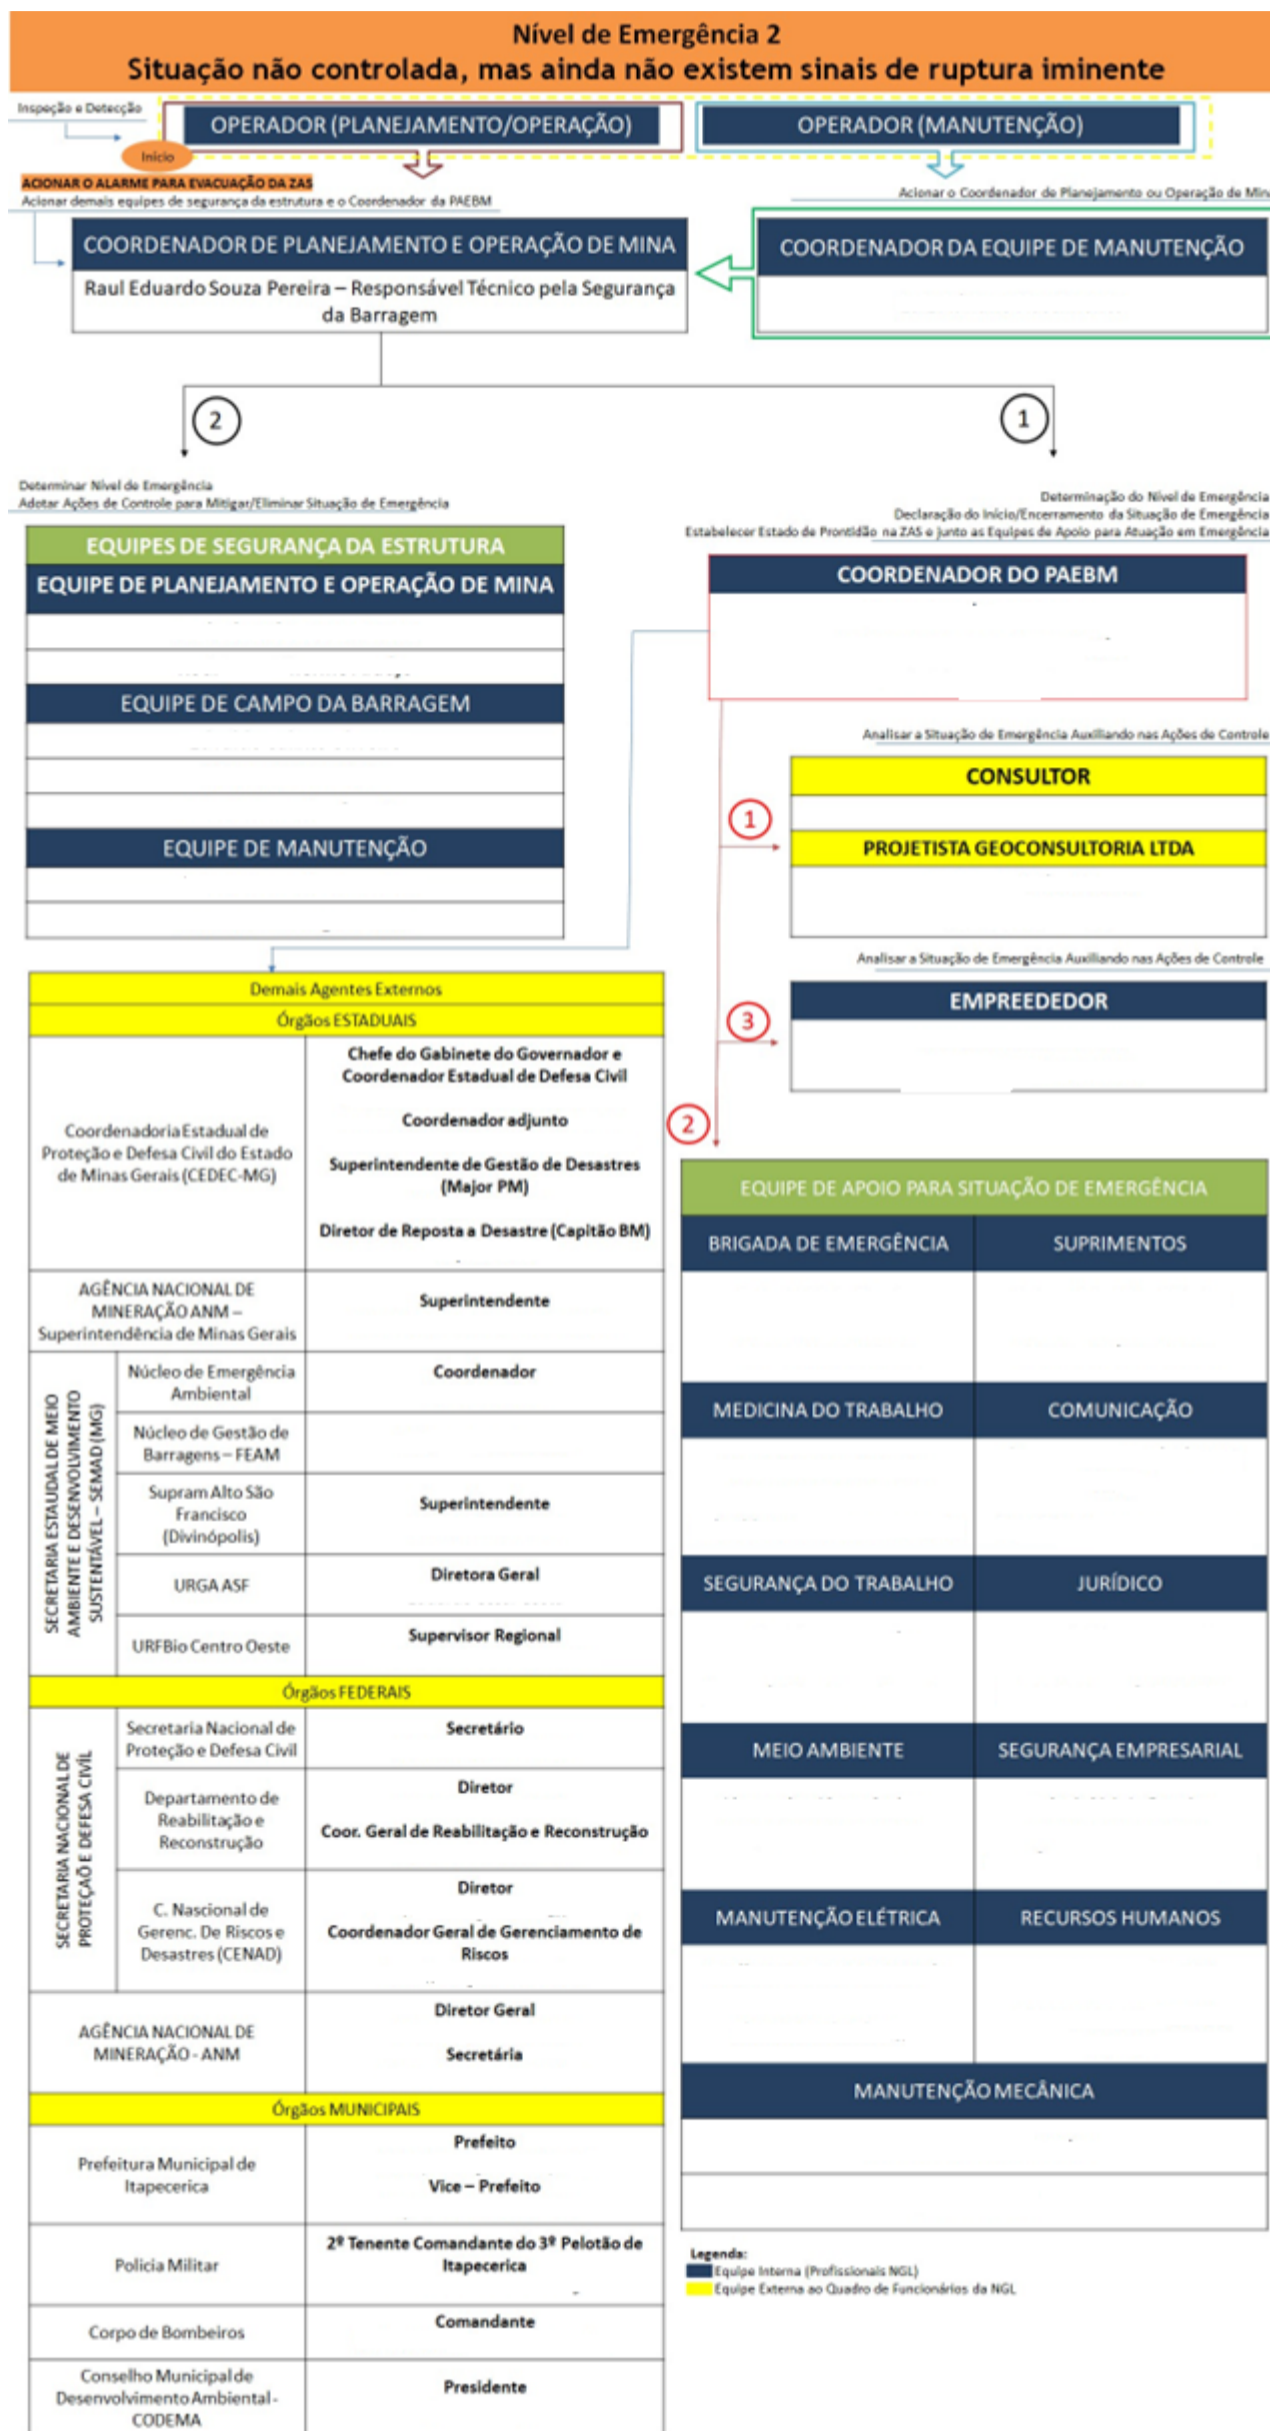 Nível de Emergência 2
Situação não controlada, mas ainda não existem sinais de ruptura iminente
Inspeção e Detecção
OPERADOR (PLANEJAMENTO/OPERAÇÃO)
OPERADOR (MANUTENÇÃO)
Início
ACIONAR O ALARME PARA EVACUAÇÃO DA ZAS
Acionar demais equipes de segurança da estrutura e o Coordenador da PAEBM
Acionar o Coordenador de Planejamento ou Operação de Mina
COORDENADOR DE PLANEJAMENTO E OPERAÇÃO DE MINA
Raul Eduardo Souza Pereira – Responsável Técnico pela Segurança
da Barragem
COORDENADOR DA EQUIPE DE MANUTENÇÃO
2
1
Determinar Nível de Emergência
Adotar Ações de Controle para Mitigar/Eliminar Situação de Emergência
Determinação do Nível de Emergência
Declaração do Início/Encerramento da Situação de Emergência
Estabelecer Estado de Prontidão na ZAS e junto as Equipes de Apoio para Atuação em Emergência
EQUIPES DE SEGURANÇA DA ESTRUTURA
EQUIPE DE PLANEJAMENTO E OPERAÇÃO DE MINA
EQUIPE DE CAMPO DA BARRAGEM
EQUIPE DE MANUTENÇÃO
COORDENADOR DO PAEBM
Analisar a Situação de Emergência Auxiliando nas Ações de Controle
1
CONSULTOR
PROJETISTA GEOCONSULTORIA LTDA
Analisar a Situação de Emergência Auxiliando nas Ações de Controle
3
EMPREEDEDOR
2
Demais Agentes Externos
Órgãos ESTADUAIS
Coordenadoria Estadual de
Proteção e Defesa Civil do Estado
de Minas Gerais (CEDEC-MG)
Chefe do Gabinete do Governador e
Coordenador Estadual de Defesa Civil
Coordenador adjunto
Superintendente de Gestão de Desastres
(Major PM)
Diretor de Reposta a Desastre (Capitão BM)
AGÊNCIA NACIONAL DE
MINERAÇÃO ANM –
Superintendência de Minas Gerais
Superintendente
SECRETARIA ESTAUDAL DE MEIO
AMBIENTE E DESENVOLVIMENTO
SUSTENTÁVEL – SEMAD (MG)
Núcleo de Emergência
Ambiental
Coordenador
Núcleo de Gestão de
Barragens – FEAM
Supram Alto São
Francisco
(Divinópolis)
Superintendente
URGA ASF
Diretora Geral
URFBio Centro Oeste
Supervisor Regional
Órgãos FEDERAIS
SECRETARIA NACIONAL DE
PROTEÇAÕ E DEFESA CIVÍL
Secretaria Nacional de
Proteção e Defesa Civil
Secretário
Departamento de
Reabilitação e
Reconstrução
Diretor
Coor. Geral de Reabilitação e Reconstrução
C. Nascional de
Gerenc. De Riscos e
Desastres (CENAD)
Diretor
Coordenador Geral de Gerenciamento de
Riscos
AGÊNCIA NACIONAL DE
MINERAÇÃO - ANM
Diretor Geral
Secretária
Órgãos MUNICIPAIS
Prefeitura Municipal de
Itapecerica
Prefeito
Vice – Prefeito
Policia Militar
2º Tenente Comandante do 3º Pelotão de
Itapecerica
Corpo de Bombeiros
Comandante
Conselho Municipal de
Desenvolvimento Ambiental -
CODEMA
Presidente
EQUIPE DE APOIO PARA SITUAÇÃO DE EMERGÊNCIA
BRIGADA DE EMERGÊNCIA
SUPRIMENTOS
MEDICINA DO TRABALHO
COMUNICAÇÃO
SEGURANÇA DO TRABALHO
JURÍDICO
MEIO AMBIENTE
SEGURANÇA EMPRESARIAL
MANUTENÇÃO ELÉTRICA
RECURSOS HUMANOS
MANUTENÇÃO MECÂNICA
Legenda:
Equipe Interna (Profissionais NGL)
Equipe Externa ao Quadro de Funcionários da NGL